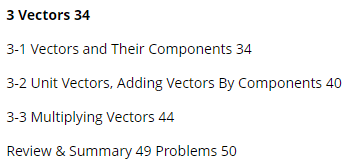 3 Vectors 34
3-1 Vectors and Their Components 34
3-2 Unit Vectors, Adding Vectors By Components 40
3-3 Multiplying Vectors 44
Review & Summary 49 Problems 50